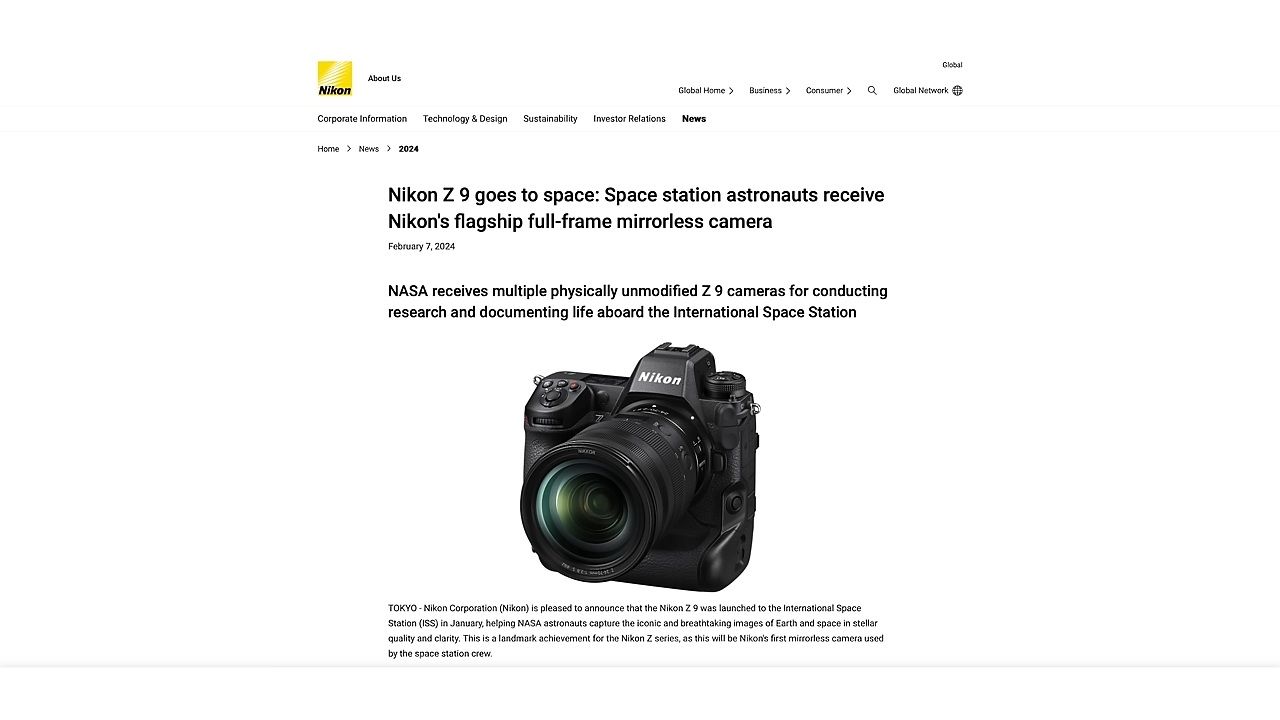 Nikon
About Us
Global
Global Home
Business
Consumer
Global Network
Corporate Information
Technology & Design
Sustainability
Investor Relations
News
Home
News
2024
Nikon Z 9 goes to space: Space station astronauts receive
Nikon's flagship full-frame mirrorless camera
February 7, 2024
NASA receives multiple physically unmodified Z 9 cameras for conducting
research and documenting life aboard the International Space Station
Nikon
NIKKOR
TOKYO - Nikon Corporation (Nikon) is pleased to announce that the Nikon Z 9 was launched to the International Space
Station (ISS) in January, helping NASA astronauts capture the iconic and breathtaking images of Earth and space in stellar
quality and clarity. This is a landmark achievement for the Nikon Z series, as this will be Nikon's first mirrorless camera used
by the space station crew.